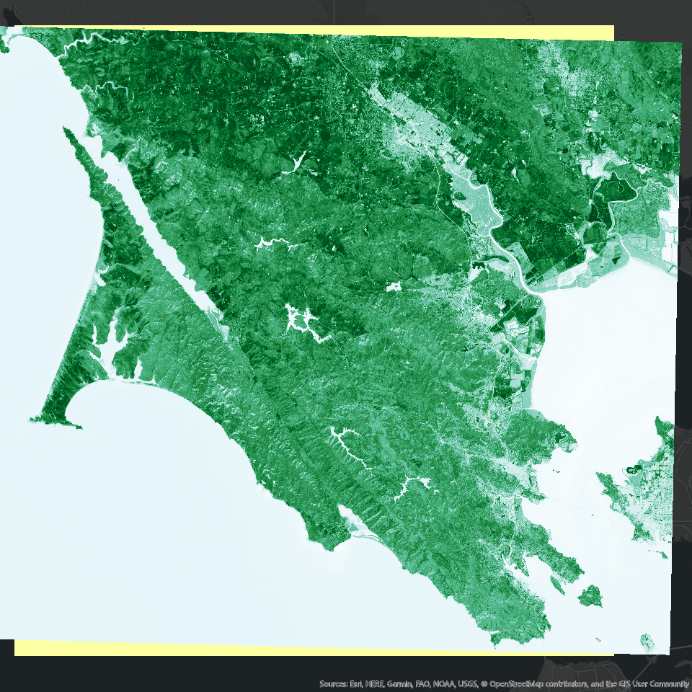 Sources: Esri, HERE, Garmin, FAO, NOAA, USGS, © OpenStreetMap contributors, and the GIS User Community